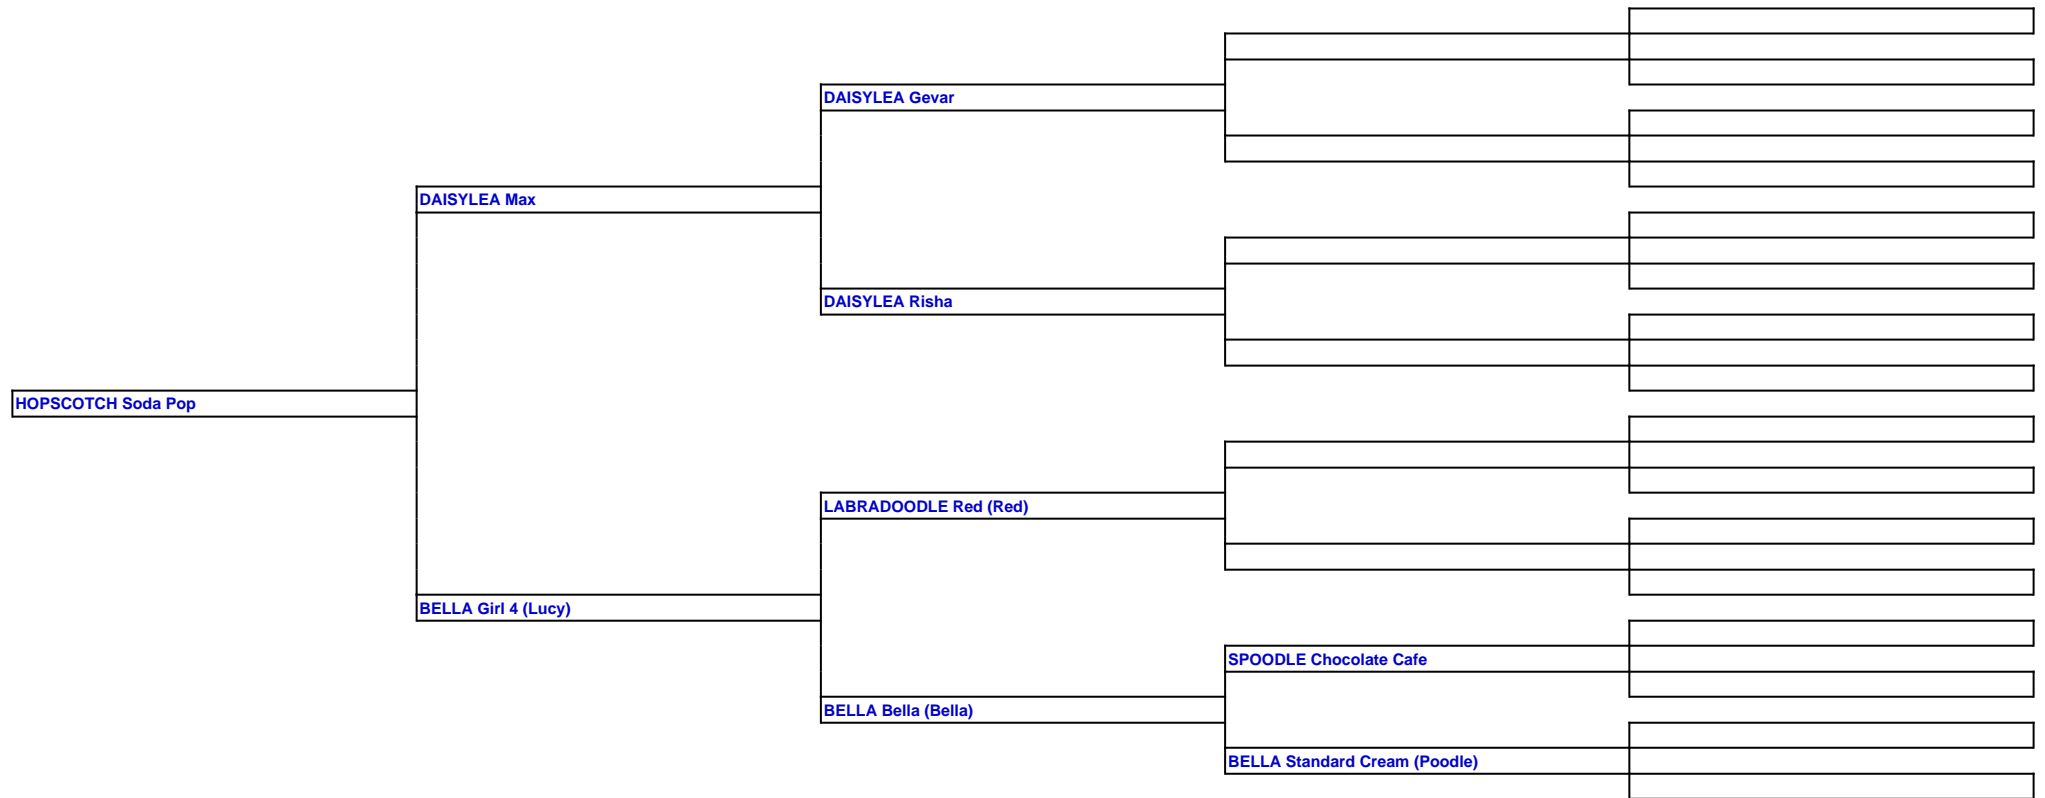 DAISYLEA Gevar
DAISYLEA Max
DAISYLEA Risha
HOPSCOTCH Soda Pop
LABRADOODLE Red (Red)
BELLA Girl 4 (Lucy)
SPOODLE Chocolate Cafe
BELLA Bella (Bella)
BELLA Standard Cream (Poodle)